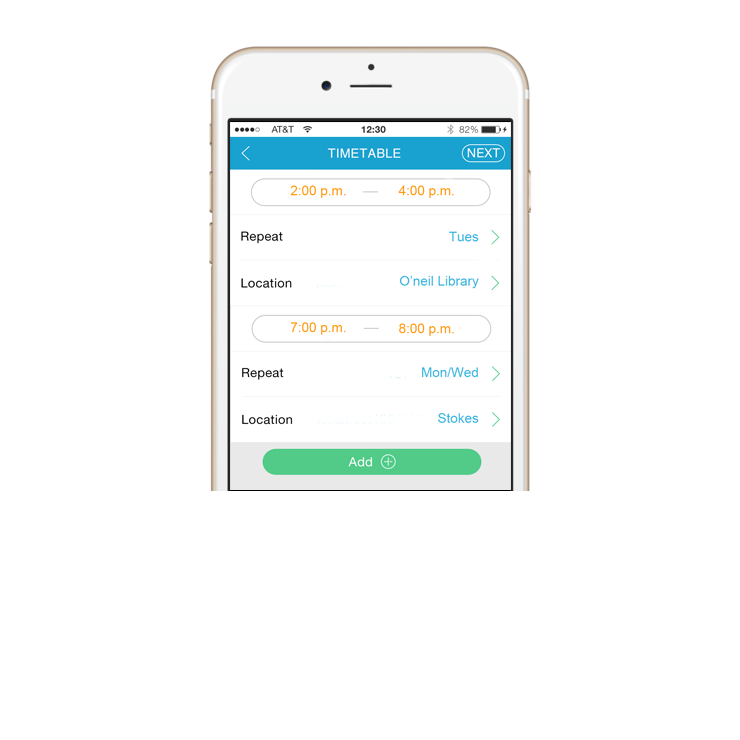 AT&T 12:30 82%
TIMETABLE NEXT
2:00 p.m. — 4:00 p.m.
Repeat Tues
Location O'neil Library
7:00 p.m. — 8:00 p.m.
Repeat Mon/Wed
Location Stokes
Add